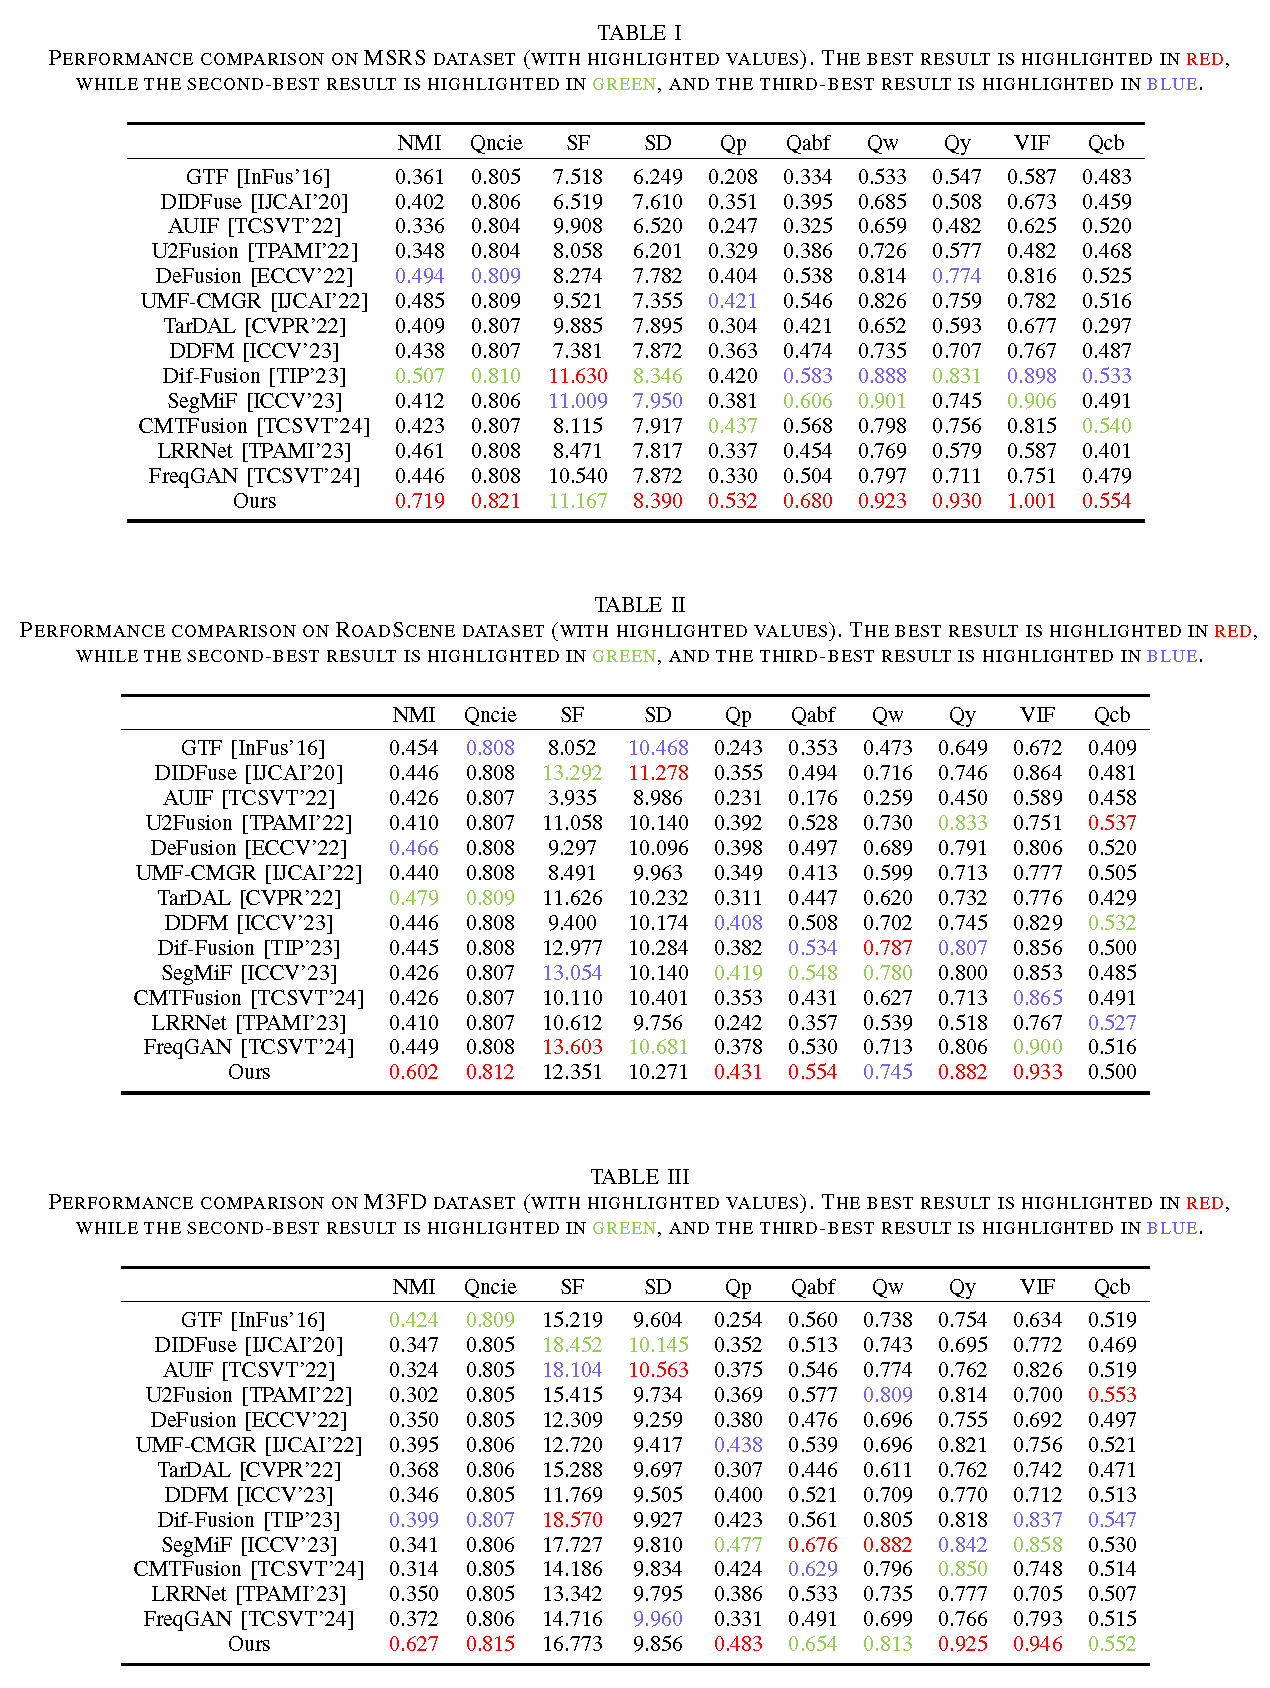 TABLE I
PERFORMANCE COMPARISON ON MSRS DATASET (WITH HIGHLIGHTED VALUES). THE BEST RESULT IS HIGHLIGHTED IN RED,
WHILE THE SECOND-BEST RESULT IS HIGHLIGHTED IN GREEN, AND THE THIRD-BEST RESULT IS HIGHLIGHTED IN BLUE.
NMI Qncie SF SD Qp Qabf Qw Qy VIF Qcb
GTF [InFus'16] 0.361 0.805 7.518 6.249 0.208 0.334 0.533 0.547 0.587 0.483
DIDFuse [IJCAI'20] 0.402 0.806 6.519 7.610 0.351 0.395 0.685 0.508 0.673 0.459
AUIF [TCSVT'22] 0.336 0.804 9.908 6.520 0.247 0.325 0.659 0.482 0.625 0.520
U2Fusion [TPAMI'22] 0.348 0.804 8.058 6.201 0.329 0.386 0.726 0.577 0.482 0.468
DeFusion [ECCV'22] 0.494 0.809 8.274 7.782 0.404 0.538 0.814 0.774 0.816 0.525
UMF-CMGR [IJCAI'22] 0.485 0.809 9.521 7.355 0.421 0.546 0.826 0.759 0.782 0.516
TarDAL [CVPR'22] 0.409 0.807 9.885 7.895 0.304 0.421 0.652 0.593 0.677 0.297
DDFM [ICCV'23] 0.438 0.807 7.381 7.872 0.363 0.474 0.735 0.707 0.767 0.487
Dif-Fusion [TIP'23] 0.507 0.810 11.630 8.346 0.420 0.583 0.888 0.831 0.898 0.533
SegMiF [ICCV'23] 0.412 0.806 11.009 7.950 0.381 0.606 0.901 0.745 0.906 0.491
CMTFusion [TCSVT'24] 0.423 0.807 8.115 7.917 0.437 0.568 0.798 0.756 0.815 0.540
LRRNet [TPAMI'23] 0.461 0.808 8.471 7.817 0.337 0.454 0.769 0.579 0.587 0.401
FreqGAN [TCSVT'24] 0.446 0.808 10.540 7.872 0.330 0.504 0.797 0.711 0.751 0.479
Ours 0.719 0.821 11.167 8.390 0.532 0.680 0.923 0.930 1.001 0.554
TABLE II
PERFORMANCE COMPARISON ON ROADSCENE DATASET (WITH HIGHLIGHTED VALUES). THE BEST RESULT IS HIGHLIGHTED IN RED,
WHILE THE SECOND-BEST RESULT IS HIGHLIGHTED IN GREEN, AND THE THIRD-BEST RESULT IS HIGHLIGHTED IN BLUE.
NMI Qncie SF SD Qp Qabf Qw Qy VIF Qcb
GTF [InFus'16] 0.454 0.808 8.052 10.468 0.243 0.353 0.473 0.649 0.672 0.409
DIDFuse [IJCAI'20] 0.446 0.808 13.292 11.278 0.355 0.494 0.716 0.746 0.864 0.481
AUIF [TCSVT'22] 0.426 0.807 3.935 8.986 0.231 0.176 0.259 0.450 0.589 0.458
U2Fusion [TPAMI'22] 0.410 0.807 11.058 10.140 0.392 0.528 0.730 0.833 0.751 0.537
DeFusion [ECCV'22] 0.466 0.808 9.297 10.096 0.398 0.497 0.689 0.791 0.806 0.520
UMF-CMGR [IJCAI'22] 0.440 0.808 8.491 9.963 0.349 0.413 0.599 0.713 0.777 0.505
TarDAL [CVPR'22] 0.479 0.809 11.626 10.232 0.311 0.447 0.620 0.732 0.776 0.429
DDFM [ICCV'23] 0.446 0.808 9.400 10.174 0.408 0.508 0.702 0.745 0.829 0.532
Dif-Fusion [TIP'23] 0.445 0.808 12.977 10.284 0.382 0.534 0.787 0.807 0.856 0.500
SegMiF [ICCV'23] 0.426 0.807 13.054 10.140 0.419 0.548 0.780 0.800 0.853 0.485
CMTFusion [TCSVT'24] 0.426 0.807 10.110 10.401 0.353 0.431 0.627 0.713 0.865 0.491
LRRNet [TPAMI'23] 0.410 0.807 10.612 9.756 0.242 0.357 0.539 0.518 0.767 0.527
FreqGAN [TCSVT'24] 0.449 0.808 13.603 10.681 0.378 0.530 0.713 0.806 0.900 0.516
Ours 0.602 0.812 12.351 10.271 0.431 0.554 0.745 0.882 0.933 0.500
TABLE III
PERFORMANCE COMPARISON ON M3FD DATASET (WITH HIGHLIGHTED VALUES). THE BEST RESULT IS HIGHLIGHTED IN RED,
WHILE THE SECOND-BEST RESULT IS HIGHLIGHTED IN GREEN, AND THE THIRD-BEST RESULT IS HIGHLIGHTED IN BLUE.
NMI Qncie SF SD Qp Qabf Qw Qy VIF Qcb
GTF [InFus'16] 0.424 0.809 15.219 9.604 0.254 0.560 0.738 0.754 0.634 0.519
DIDFuse [IJCAI'20] 0.347 0.805 18.452 10.145 0.352 0.513 0.743 0.695 0.772 0.469
AUIF [TCSVT'22] 0.324 0.805 18.104 10.563 0.375 0.546 0.774 0.762 0.826 0.519
U2Fusion [TPAMI'22] 0.302 0.805 15.415 9.734 0.369 0.577 0.809 0.814 0.700 0.553
DeFusion [ECCV'22] 0.350 0.805 12.309 9.259 0.380 0.476 0.696 0.755 0.692 0.497
UMF-CMGR [IJCAI'22] 0.395 0.806 12.720 9.417 0.438 0.539 0.696 0.821 0.756 0.521
TarDAL [CVPR'22] 0.368 0.806 15.288 9.697 0.307 0.446 0.611 0.762 0.742 0.471
DDFM [ICCV'23] 0.346 0.805 11.769 9.505 0.400 0.521 0.709 0.770 0.712 0.513
Dif-Fusion [TIP'23] 0.399 0.807 18.570 9.927 0.423 0.561 0.805 0.818 0.837 0.547
SegMiF [ICCV'23] 0.341 0.806 17.727 9.810 0.477 0.676 0.882 0.842 0.858 0.530
CMTFusion [TCSVT'24] 0.314 0.805 14.186 9.834 0.424 0.629 0.796 0.850 0.748 0.514
LRRNet [TPAMI'23] 0.350 0.805 13.342 9.795 0.386 0.533 0.735 0.777 0.705 0.507
FreqGAN [TCSVT'24] 0.372 0.806 14.716 9.960 0.331 0.491 0.699 0.766 0.793 0.515
Ours 0.627 0.815 16.773 9.856 0.483 0.654 0.813 0.925 0.946 0.552